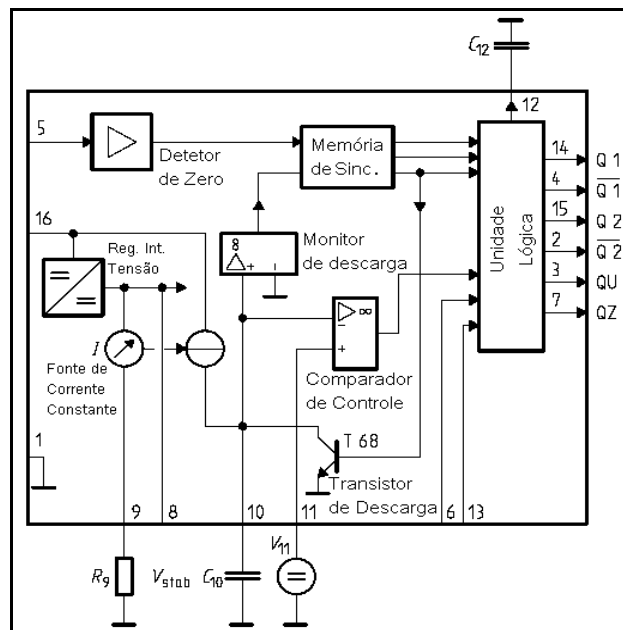 C12
12
5
Detetor
de Zero
Memória
de Sinc.
Unidade
Lógica
14
Q 1
4
Q 1
15
Q 2
2
Q 2
3
QU
7
QZ
16
Reg. Int.
Tensão
8
+
-
Monitor
de descarga
I
Fonte de
Corrente
Constante
∞
-
+
Comparador
de Controle
T 68
Transistor
de Descarga
1
9
8
10
11
6
13
R9
Vstab
C10
V11